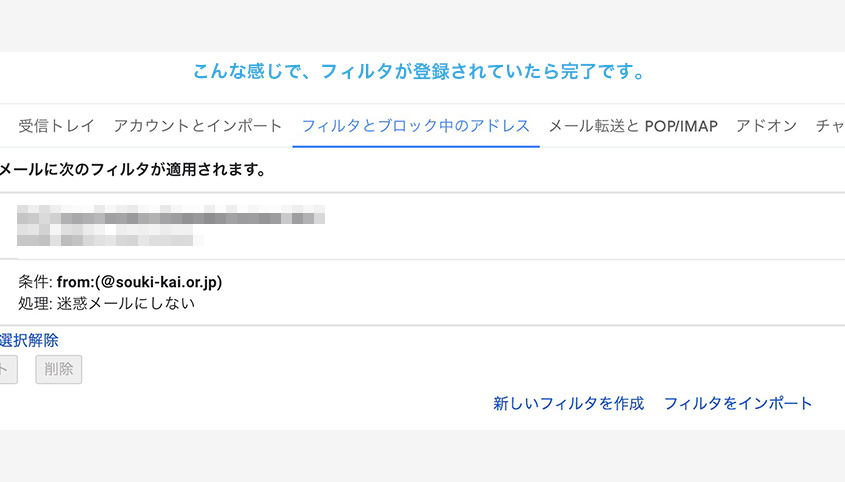 こんな感じで、フィルタが登録されていたら完了です。
受信トレイ アカウントとインポート フィルタとブロック中のアドレス メール転送と POP/IMAP アドオン チャ
メールに次のフィルタが適用されます。
条件: from:(@souki-kai.or.jp)
処理: 迷惑メールにしない
選択解除
ト 削除
新しいフィルタを作成 フィルタをインポート